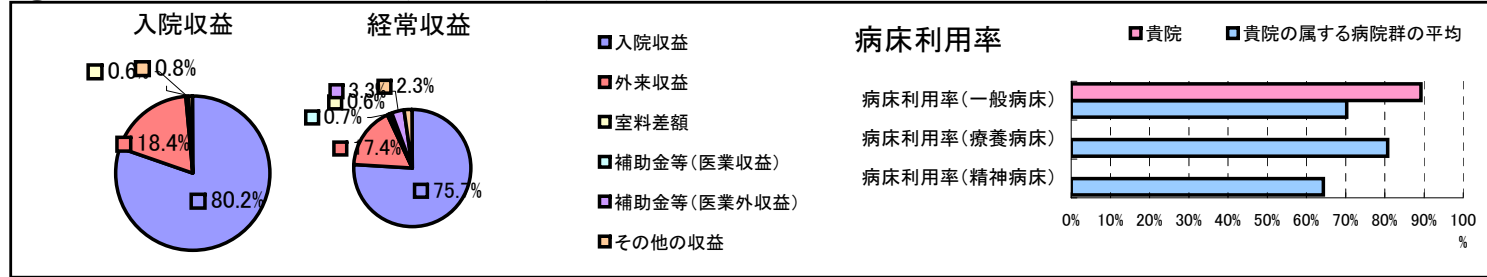 入院収益
0.6%
0.8%
18.4%
80.2%
経常収益
3.3%
2.3%
0.6%
0.7%
17.4%
75.7%
入院収益
外来収益
室料差額
補助金等(医業収益)
補助金等(医業外収益)
その他の収益
病床利用率
貴院
貴院の属する病院群の平均
病床利用率(一般病床)
病床利用率(療養病床)
病床利用率(精神病床)
0% 10% 20% 30% 40% 50% 60% 70% 80% 90% 100
%